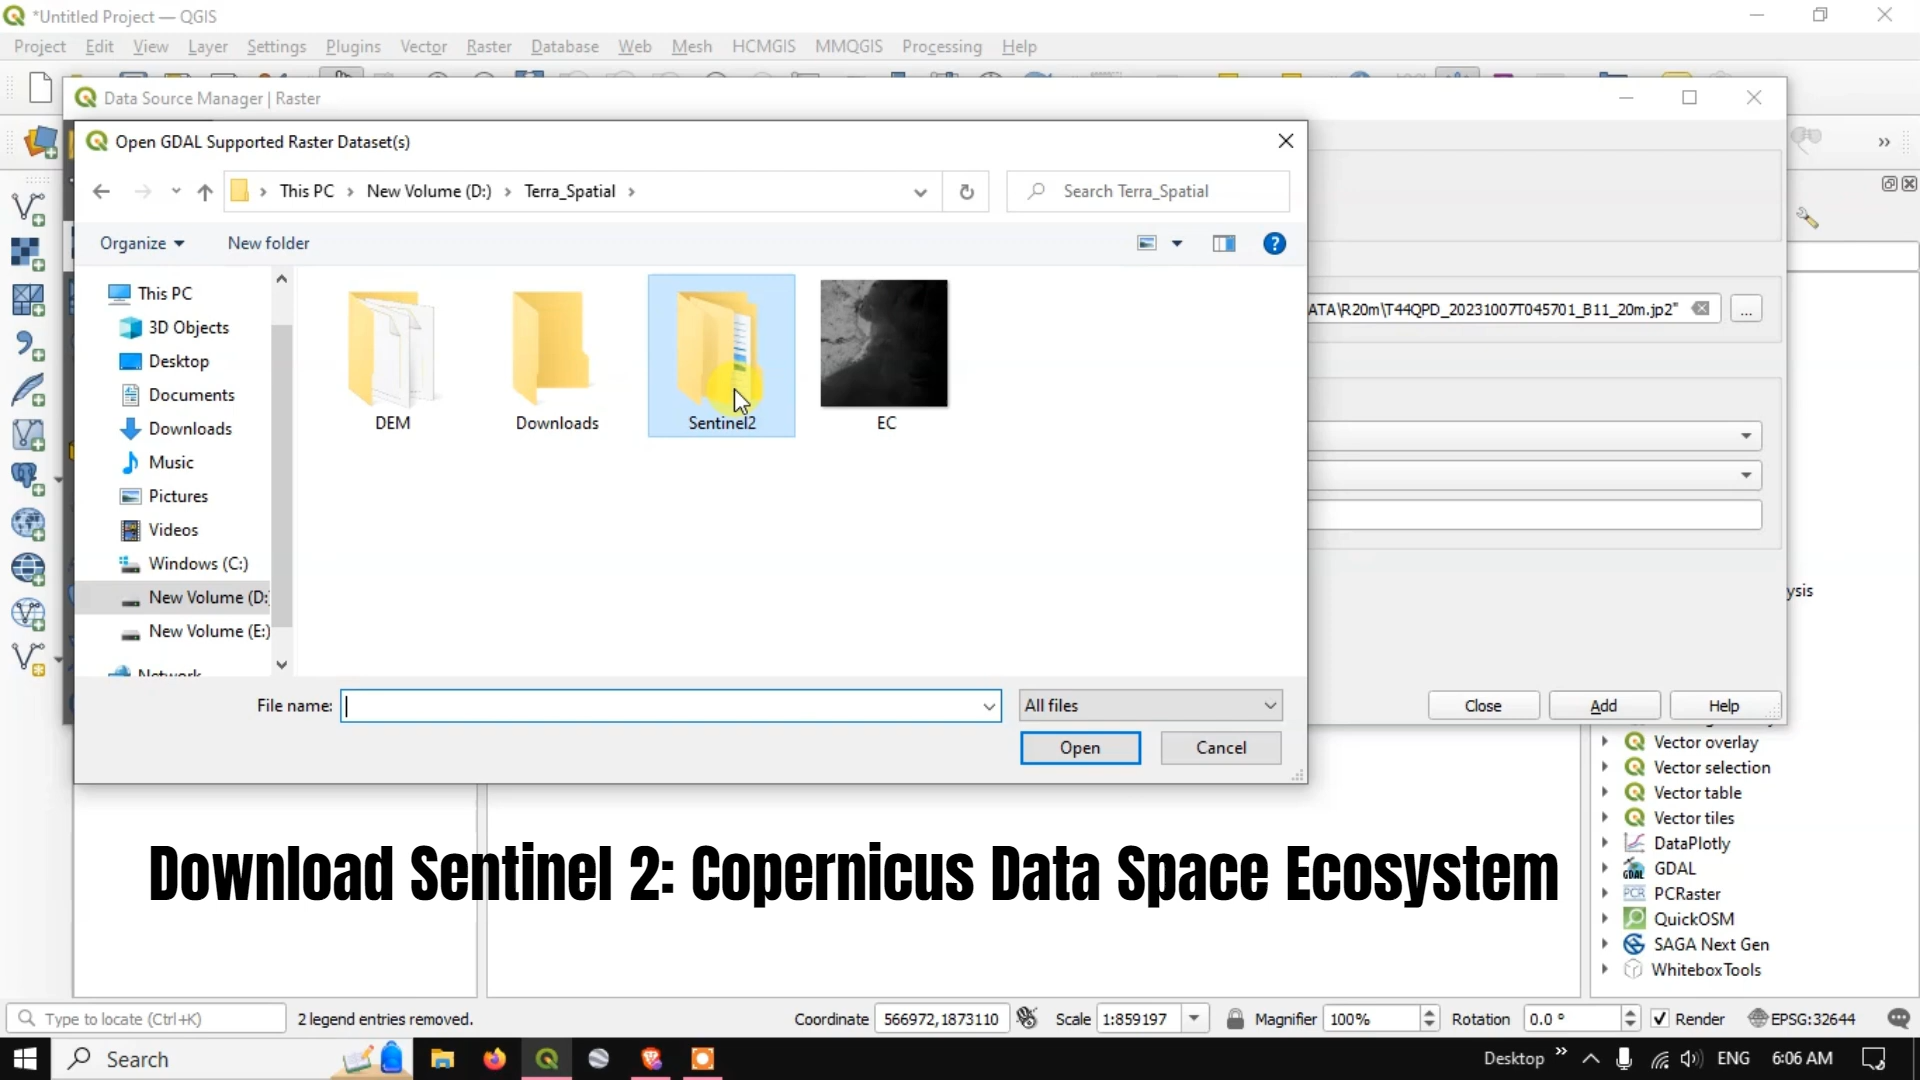 *Untitled Project — QGIS
Project Edit View Layer Settings Plugins Vector Raster Database Web Mesh HCMGIS MMQGIS Processing Help
Data Source Manager | Raster
Open GDAL Supported Raster Dataset(s)
This PC New Volume (D:) Terra_Spatial
Search Terra_Spatial
Organize New folder
This PC
3D Objects
Desktop
Documents
Downloads
Music
Pictures
Videos
Windows (C:)
New Volume (D:
New Volume (E:)
Network
DEM Downloads Sentinel2 EC
ATA\R20m\T44QPD_20231007T045701_B11_20m.jp2" ...
ysis
File name: All files
Open Cancel
Close Add Help
Vector overlay
Vector selection
Vector table
Vector tiles
DataPlotly
GDAL
PCRaster
QuickOSM
SAGA Next Gen
WhiteboxTools
Download Sentinel 2: Copernicus Data Space Ecosystem
Type to locate (Ctrl+K) 2 legend entries removed. Coordinate 566972,1873110 Scale 1:859197 Magnifier 100% Rotation 0.0 ° Render EPSG:32644
Search Desktop » ENG 6:06 AM